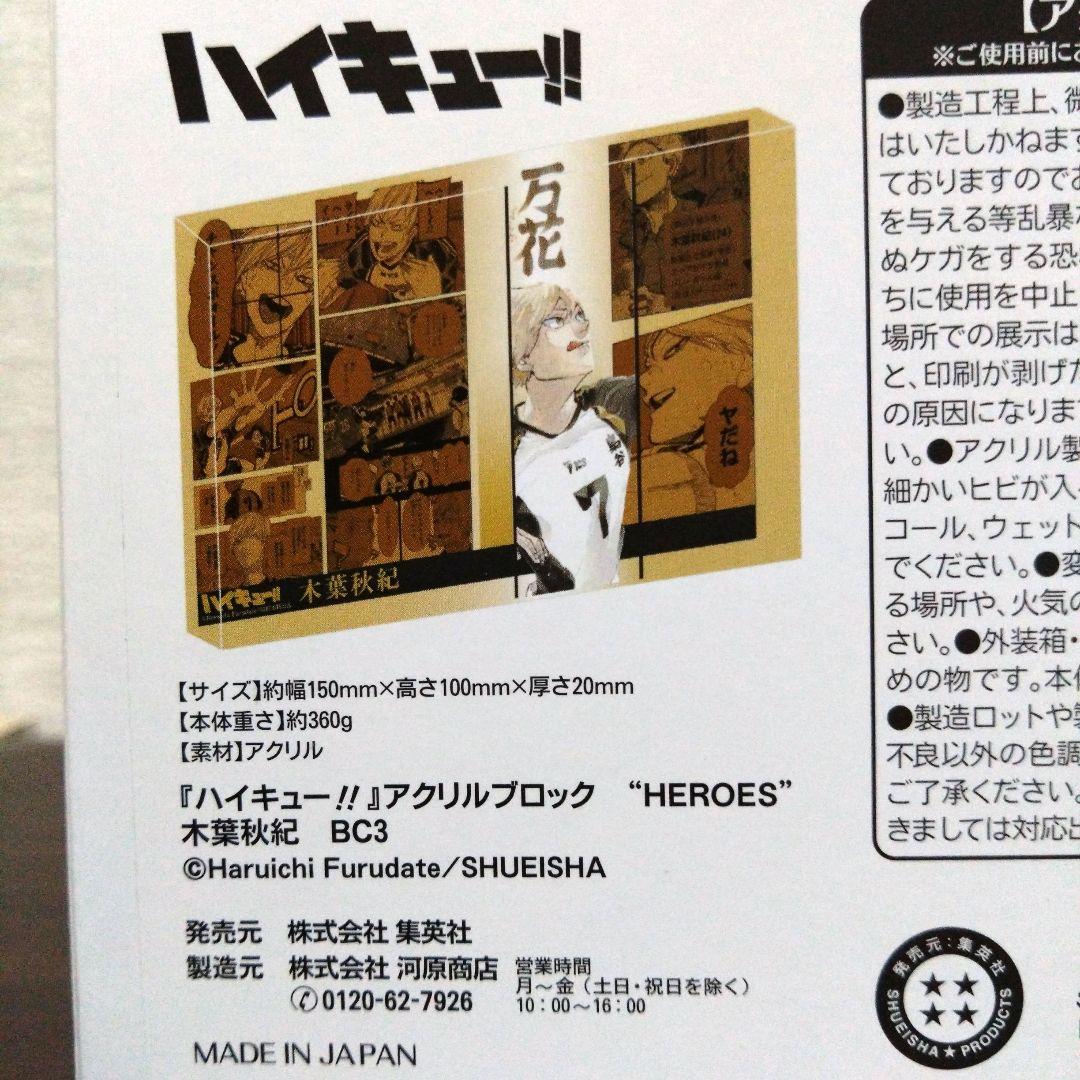 ハイキュー!!
万花
ヤだね
7
ハイキュー!!
木葉秋紀
【サイズ】約幅150mm×高さ100mm×厚さ20mm
【本体重さ】約360g
【素材】アクリル
『ハイキュー!!』アクリルブロック “HEROES”
木葉秋紀 BC3
©Haruichi Furudate/SHUEISHA
発売元 株式会社 集英社
製造元 株式会社 河原商店
0120-62-7926
営業時間
月～金（土日・祝日を除く）
10：00～16：00
MADE IN JAPAN
【ア
※ご使用前に
●製造工程上、微
はいたしかねます
ておりますのでお
を与える等乱暴
ぬケガをする恐
ちに使用を中止
場所での展示は
と、印刷が剥げた
の原因になりま
い。●アクリル製
細かいヒビが入
コール、ウェット
でください。●変
る場所や、火気の
さい。●外装箱・
めの物です。本体
●製造ロットや製
不良以外の色調
ご了承ください。
きましては対応出
発売元：集英社
SHUEISHA★PRODUCTS